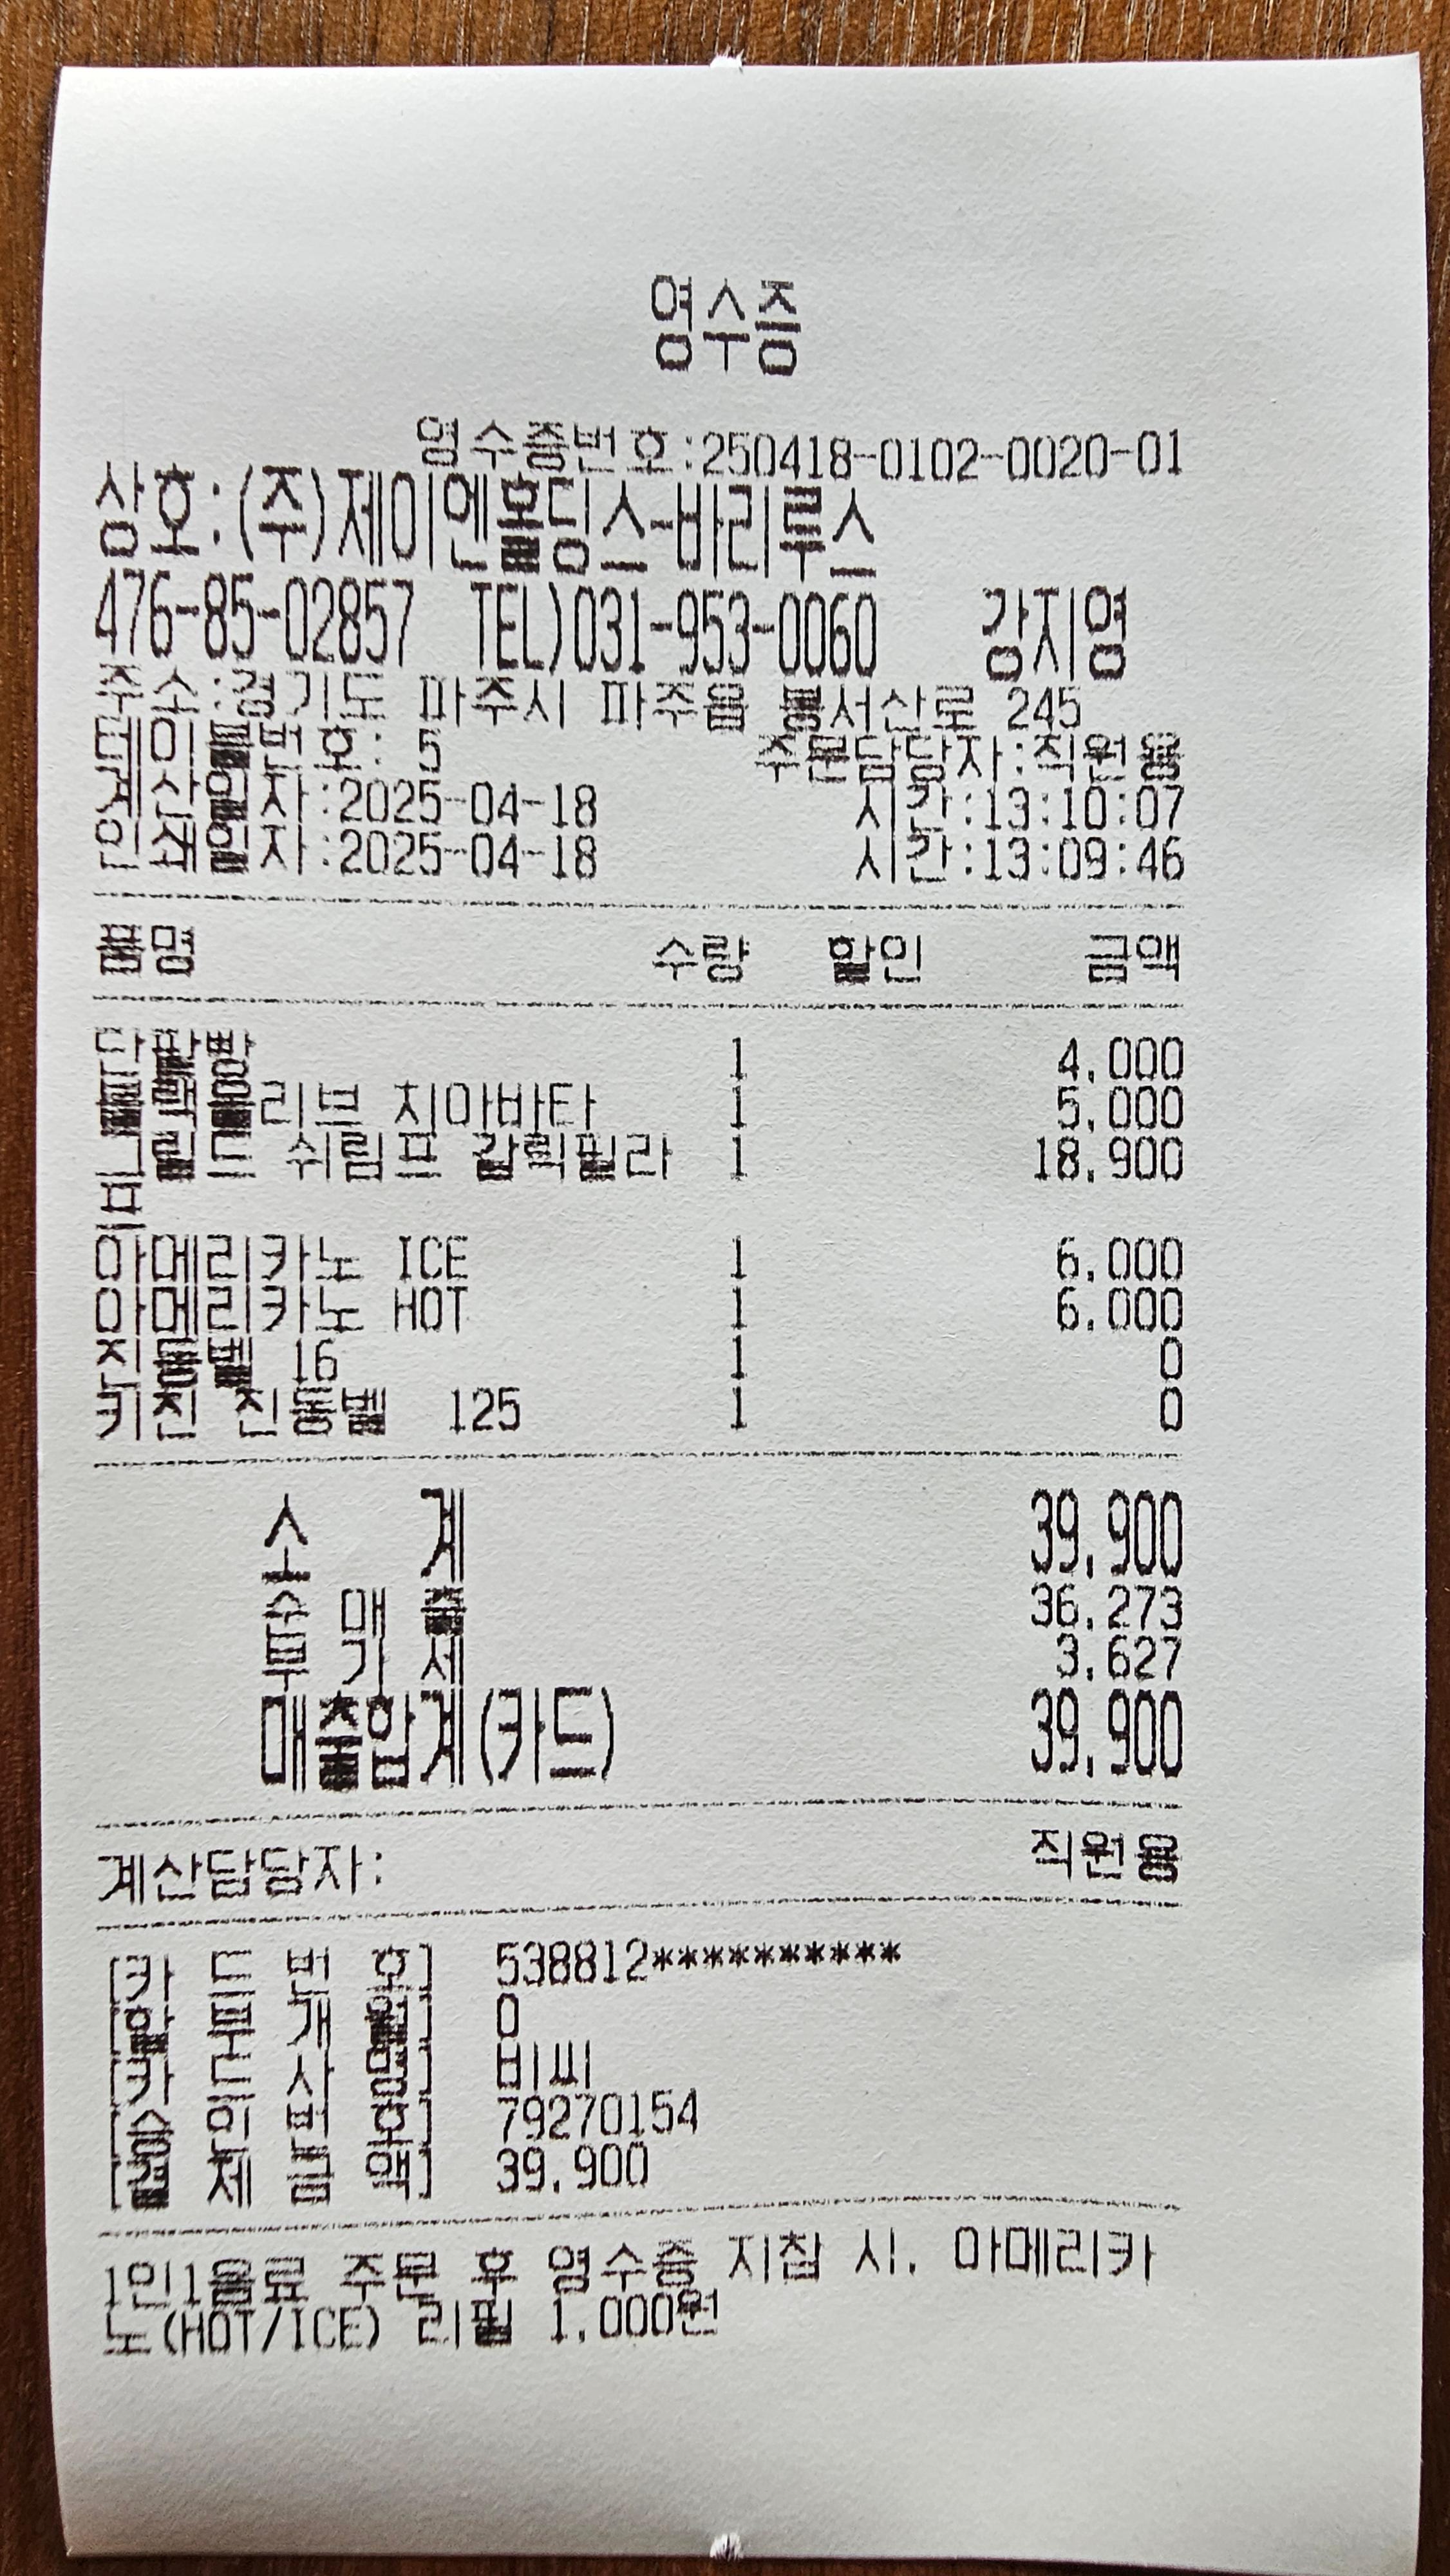 영수증
영수증번호:250418-0102-0020-01
상호:(주)제이엔홀딩스-바리루스
476-85-02857 TEL)031-953-0060 강지영
주소:경기도 파주시 파주읍 봉서산로 245
테이블번호: 5 주문담당자:직원용
계산일자:2025-04-18 시간:13:10:07
인쇄일자:2025-04-18 시간:13:09:46
품명 수량 할인 금액
단팥빵 1 4,000
블랙올리브 치아바타 1 5,000
그릴드 쉬림프 갈릭필라 1 18,900
프
아메리카노 ICE 1 6,000
아메리카노 HOT 1 6,000
진동벨 16 1 0
키친 진동벨 125 1 0
소 계 39,900
순 매 출 36,273
부 가 세 3,627
매출합계(카드) 39,900
계산담당자: 직원용
[카 드 번 호] 538812**********
[할 부 개 월] 0
[카 드 사 명] 비씨
[승 인 번 호] 79270154
[결 제 금 액] 39,900
1인1음료 주문 후 영수증 지참 시, 아메리카
노(HOT/ICE) 리필 1,000원